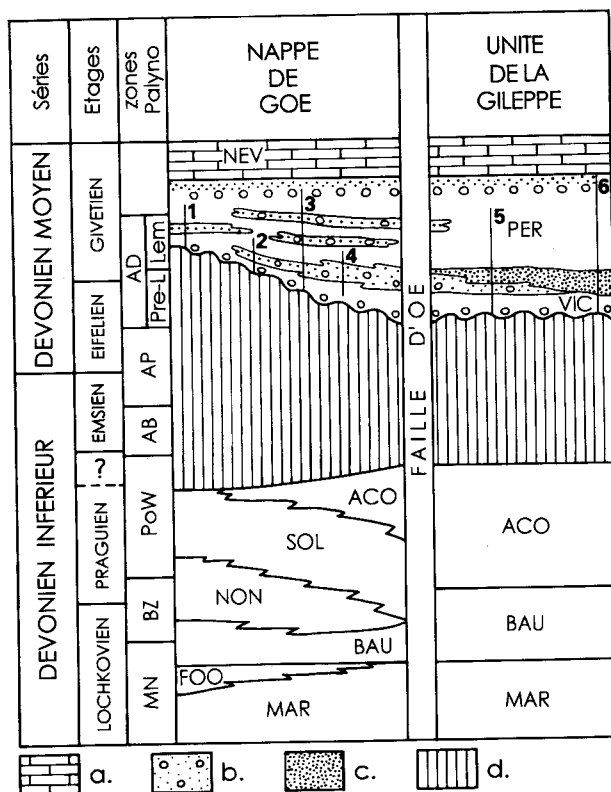 Séries
Etages
zones
Palyno
NAPPE
DE
GOE
UNITE
DE LA
GILEPPE
DEVONIEN MOYEN
GIVETIEN
EIFELIEN
AD
Lem
Pre-L
AP
NEV
1
2
3
4
5
6
PER
VIC
FAILLE D'OE
DEVONIEN INFERIEUR
EMSIEN
?
PRAGUIEN
LOCHKOVIEN
AB
PoW
BZ
MN
ACO
SOL
NON
BAU
FOO
MAR
ACO
BAU
MAR
a.
b.
c.
d.